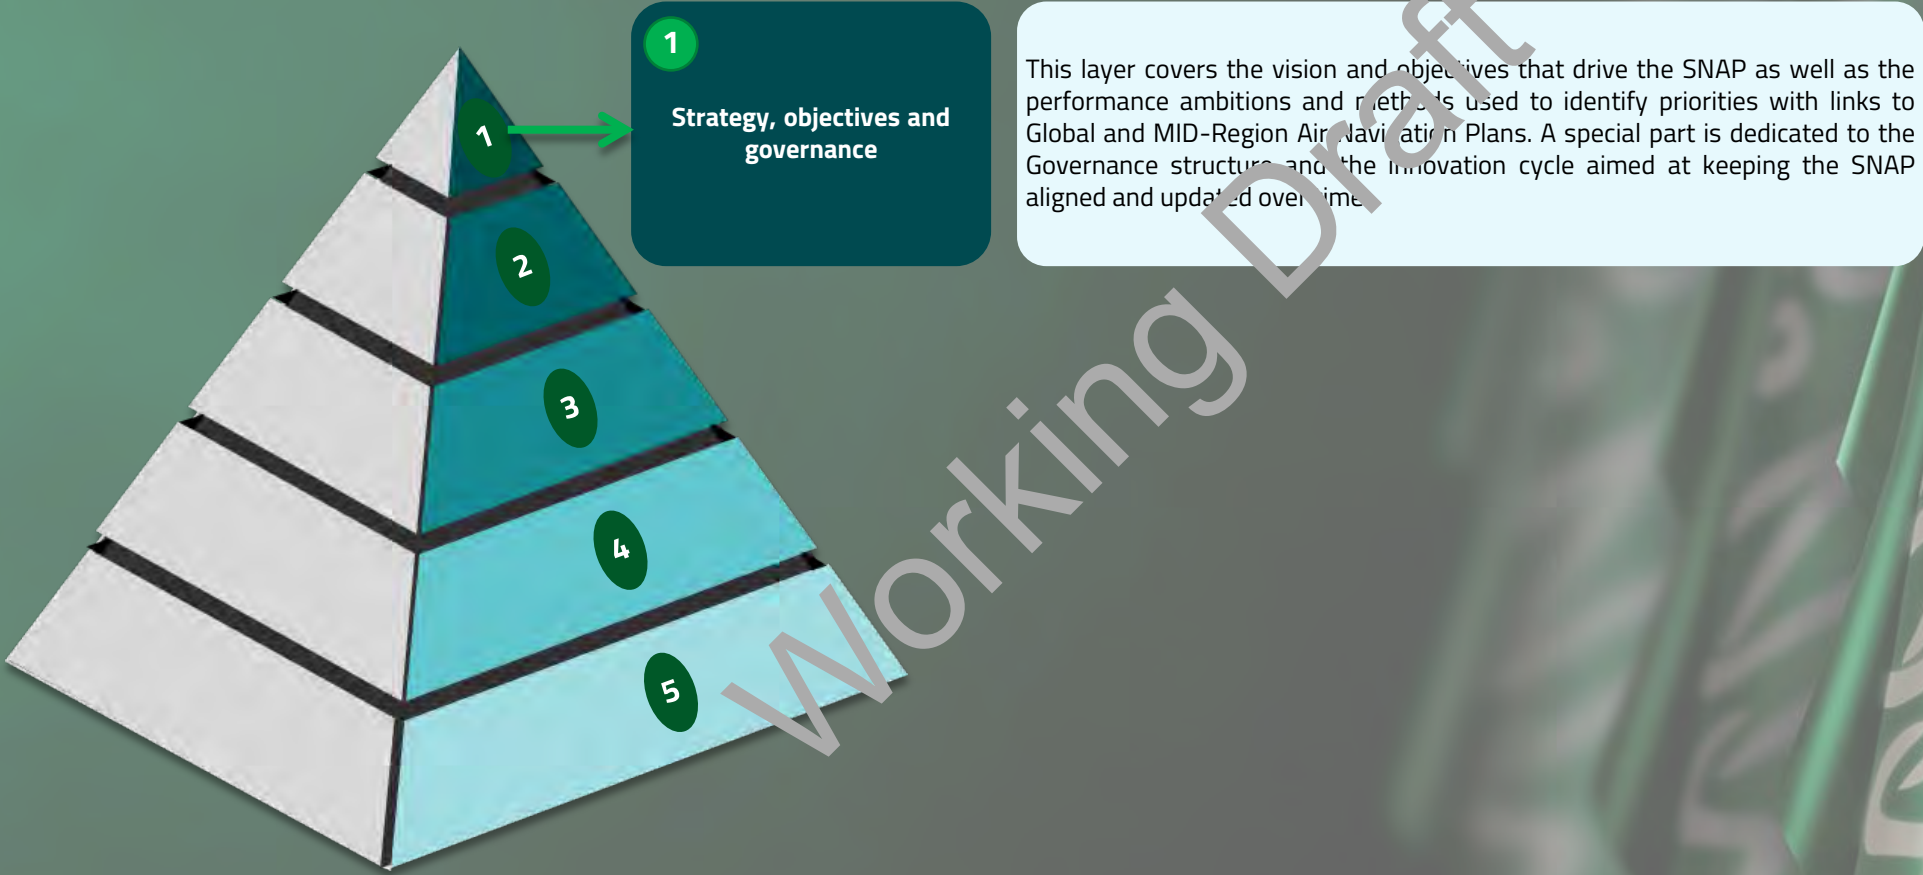 1
Strategy, objectives and
governance
This layer covers the vision and objectives that drive the SNAP as well as the
performance ambitions and methods used to identify priorities with links to
Global and MID-Region Air Navigation Plans. A special part is dedicated to the
Governance structure and the innovation cycle aimed at keeping the SNAP
aligned and updated over time.
1
2
3
4
5
Working Draft